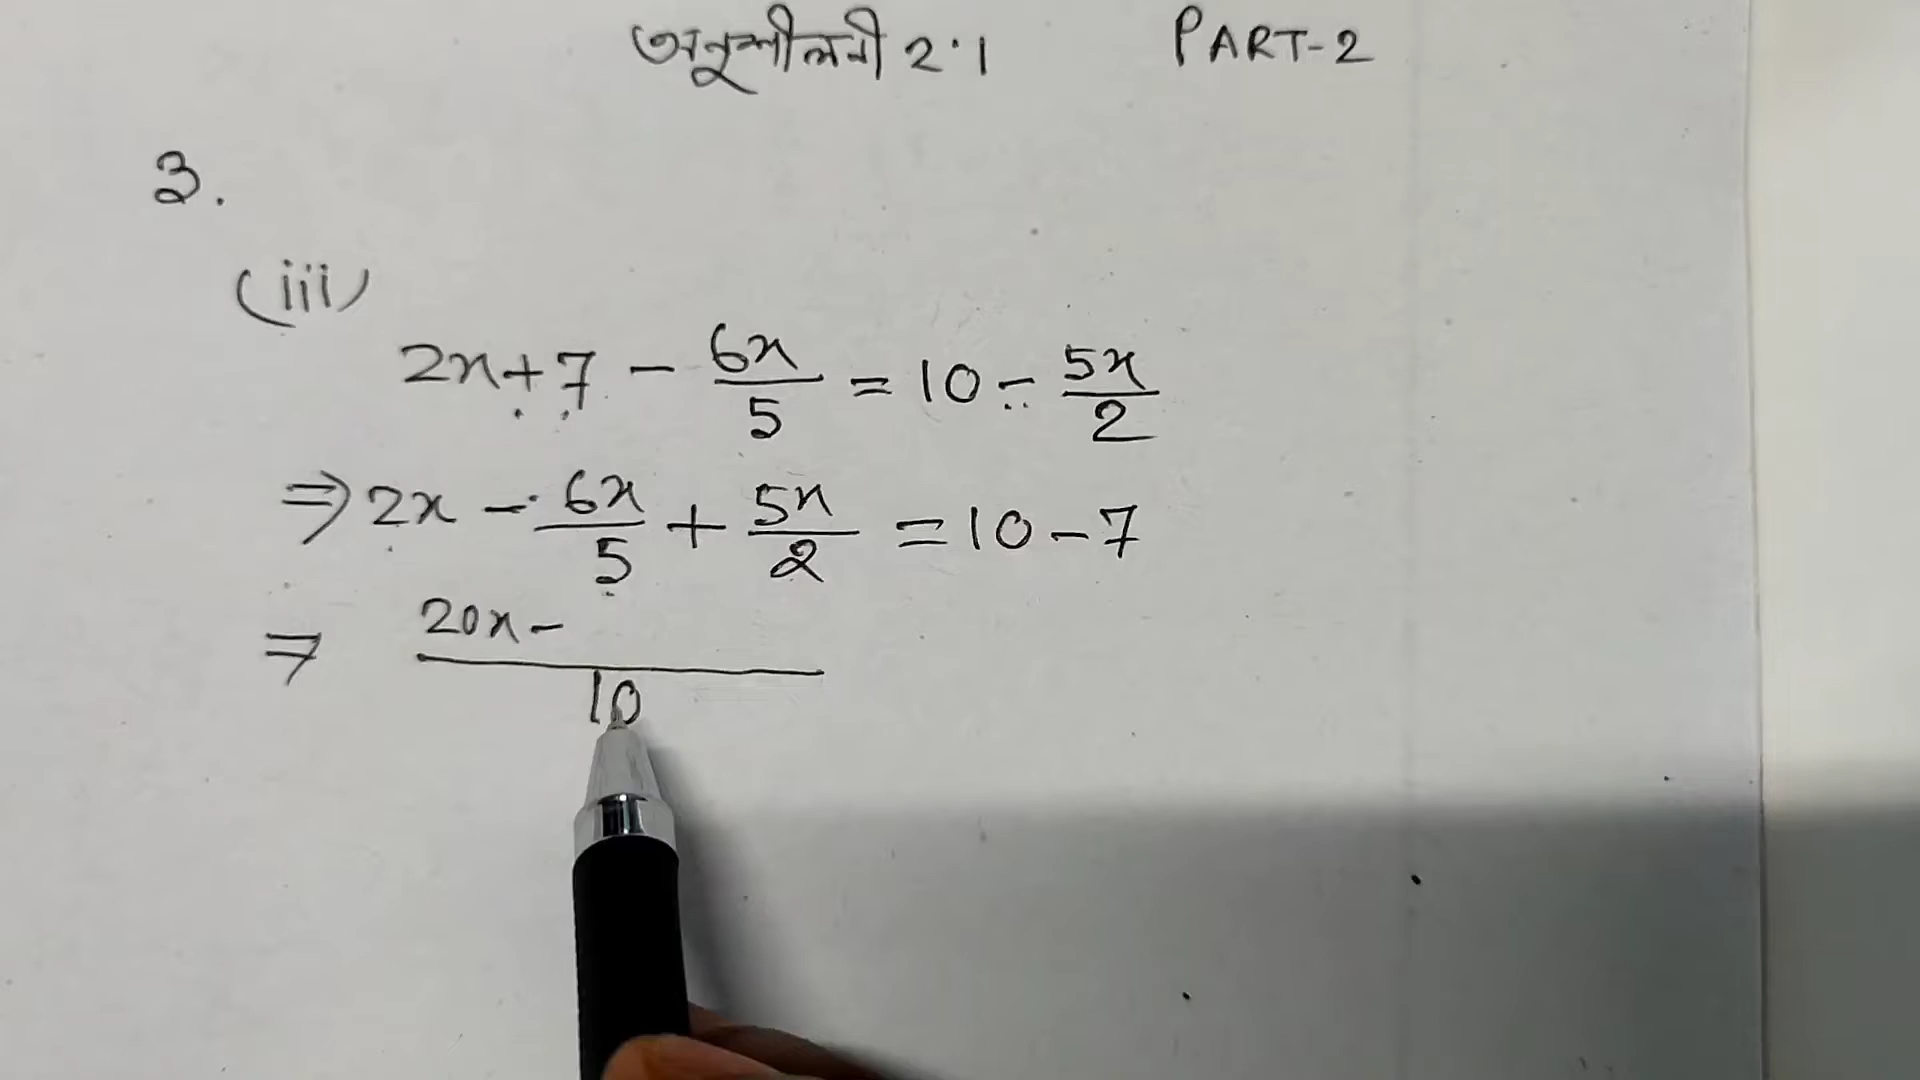 অনুশীলনী 2.1 PART-2
3.
(iii)
2x+7 - 6x/5 = 10 - 5x/2
⇒ 2x - 6x/5 + 5x/2 = 10 - 7
⇒ 20x - /10